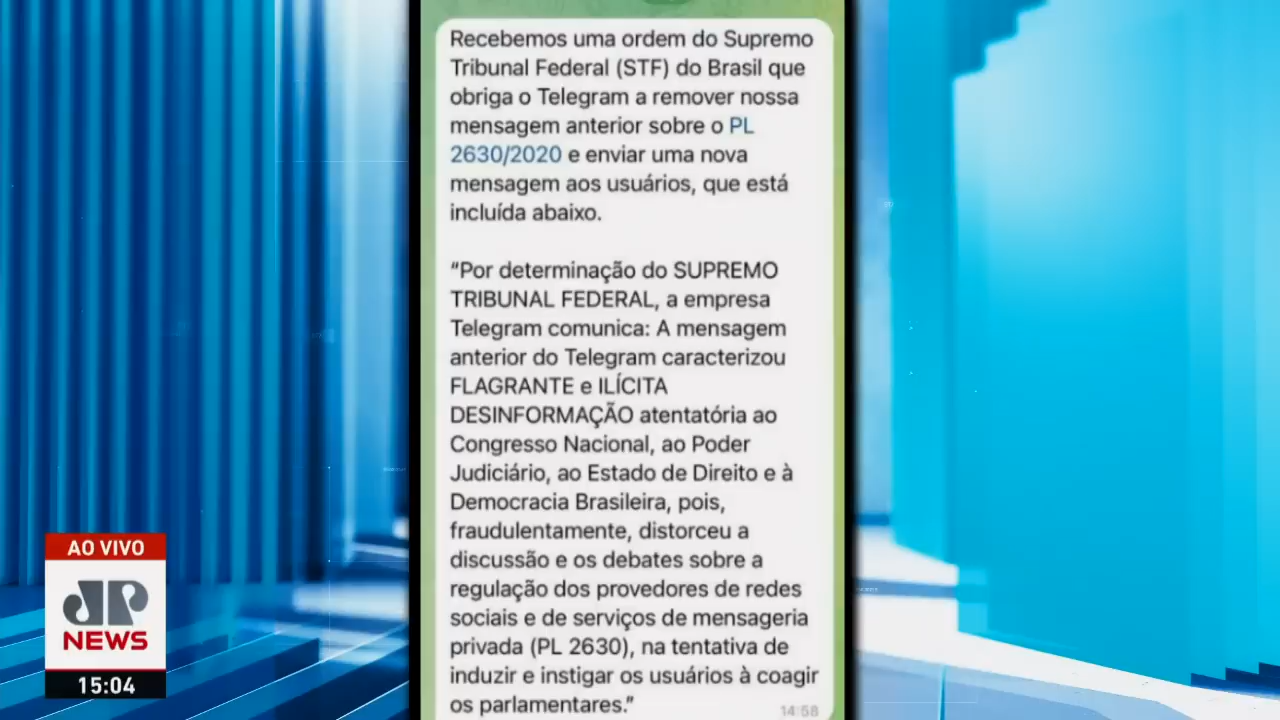 Recebemos uma ordem do Supremo
Tribunal Federal (STF) do Brasil que
obriga o Telegram a remover nossa
mensagem anterior sobre o PL
2630/2020 e enviar uma nova
mensagem aos usuários, que está
incluída abaixo.
“Por determinação do SUPREMO
TRIBUNAL FEDERAL, a empresa
Telegram comunica: A mensagem
anterior do Telegram caracterizou
FLAGRANTE e ILÍCITA
DESINFORMAÇÃO atentatória ao
Congresso Nacional, ao Poder
Judiciário, ao Estado de Direito e à
Democracia Brasileira, pois,
fraudulentamente, distorceu a
discussão e os debates sobre a
regulação dos provedores de redes
sociais e de serviços de mensageria
privada (PL 2630), na tentativa de
induzir e instigar os usuários à coagir
os parlamentares.”
14:58
AO VIVO
JP
NEWS
15:04